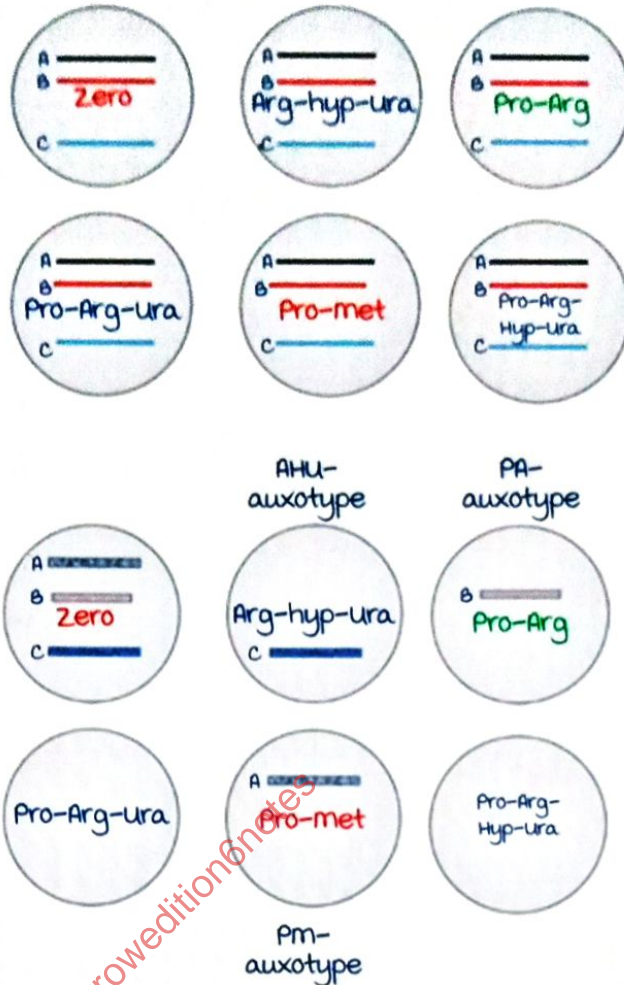 A
B
Zero
C
A
B
Arg-hyp-ura
C
A
B
Pro-Arg
C
A
B
Pro-Arg-ura
C
A
B
Pro-met
C
A
B
Pro-Arg-
Hyp-ura
C
AHU-
auxotype
PA-
auxotype
A
B
Zero
C
Arg-hyp-ura
C
B
Pro-Arg
Pro-Arg-ura
A
Pro-met
Pro-Arg-
Hyp-ura
Pm-
auxotype
roweditionbnotes